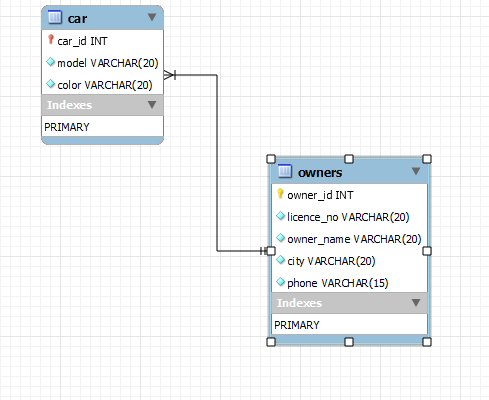 car
car_id INT
model VARCHAR(20)
color VARCHAR(20)
Indexes
PRIMARY
owners
owner_id INT
licence_no VARCHAR(20)
owner_name VARCHAR(20)
city VARCHAR(20)
phone VARCHAR(15)
Indexes
PRIMARY